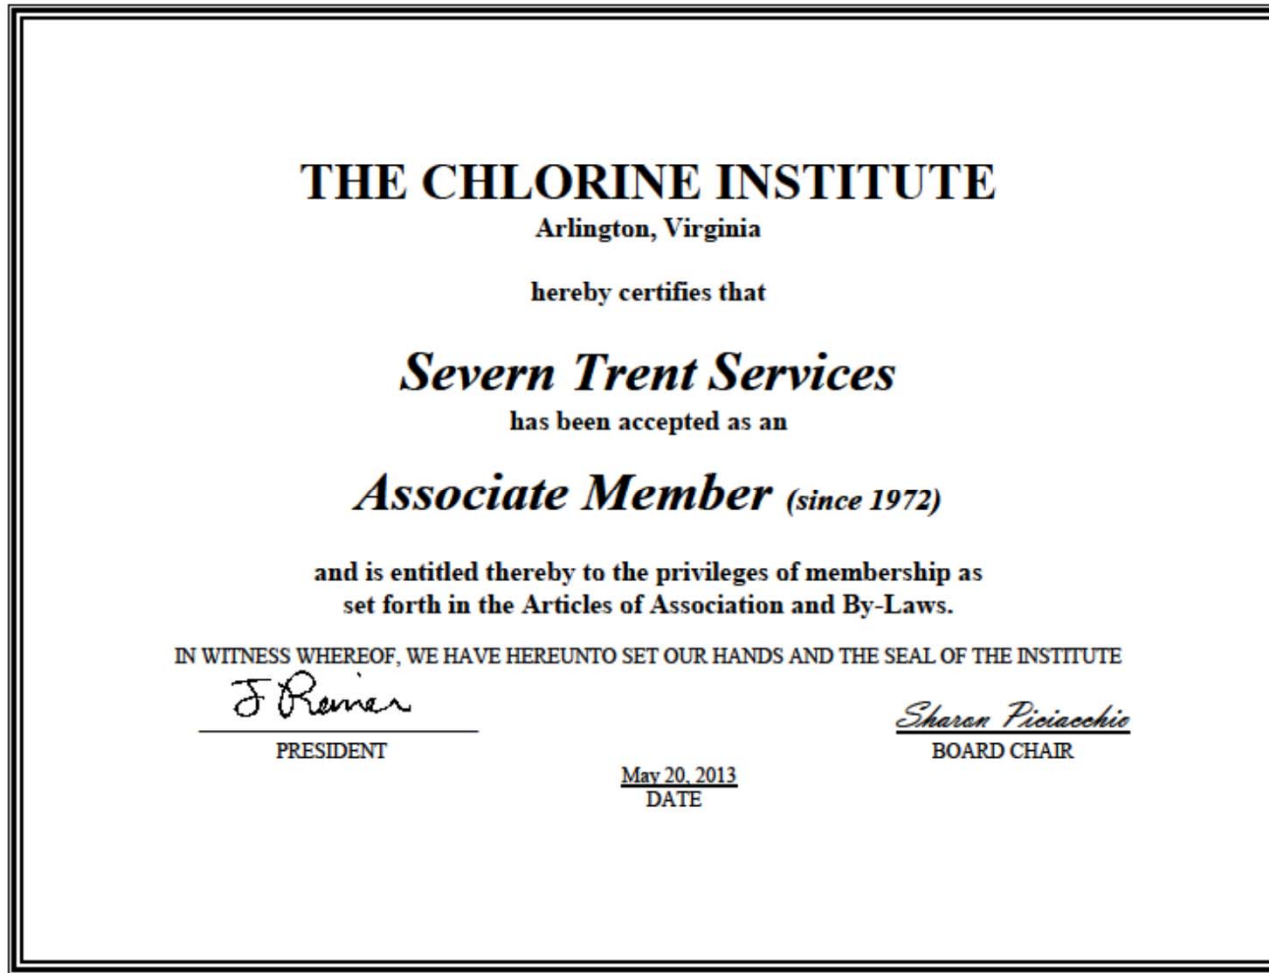 THE CHLORINE INSTITUTE
Arlington, Virginia
hereby certifies that
Severn Trent Services
has been accepted as an
Associate Member (since 1972)
and is entitled thereby to the privileges of membership as
set forth in the Articles of Association and By-Laws.
IN WITNESS WHEREOF, WE HAVE HEREUNTO SET OUR HANDS AND THE SEAL OF THE INSTITUTE
J Reiner
PRESIDENT
Sharon Piciacchio
BOARD CHAIR
May 20, 2013
DATE